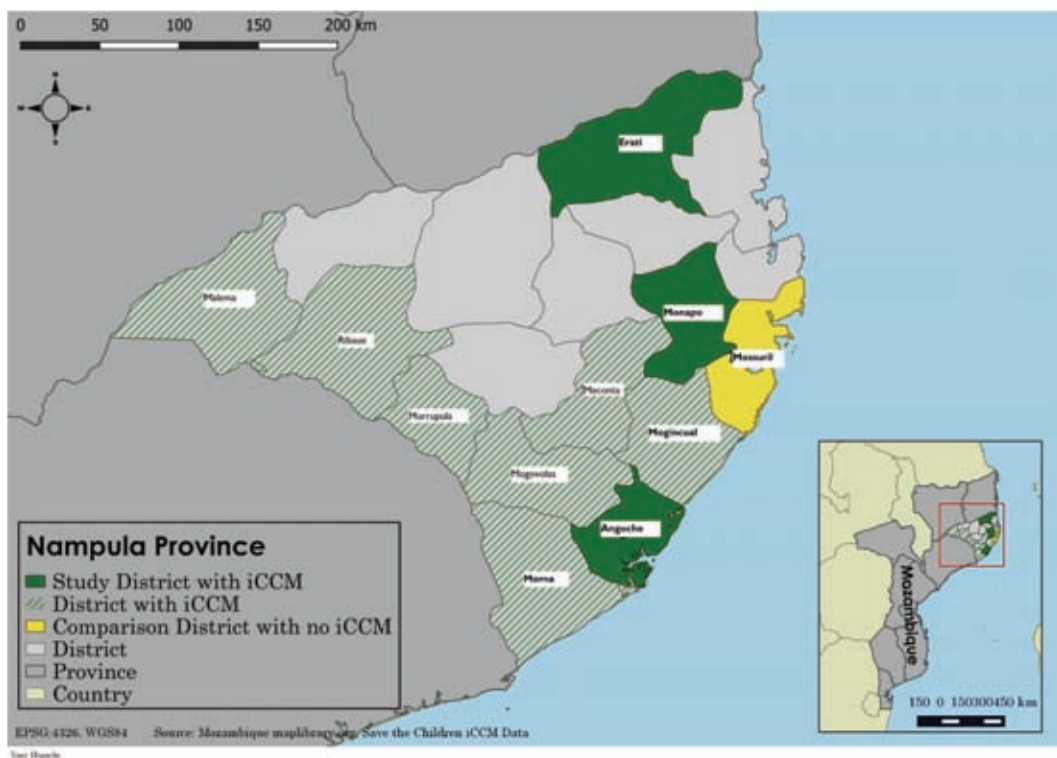 0 50 100 150 200 km
N
W E
S
Erati
Malema
Monapo
Ribaue
Mossuril
Meconta
Murrupula
Mogincual
Mogovolas
Angoche
Moma
Nampula Province
Study District with iCCM
District with iCCM
Comparison District with no iCCM
District
Province
Country
Mozambique
150 0 150300450 km
EPSG:4326, WGS84 Source: Mozambique maplibrary.org, Save the Children iCCM Data